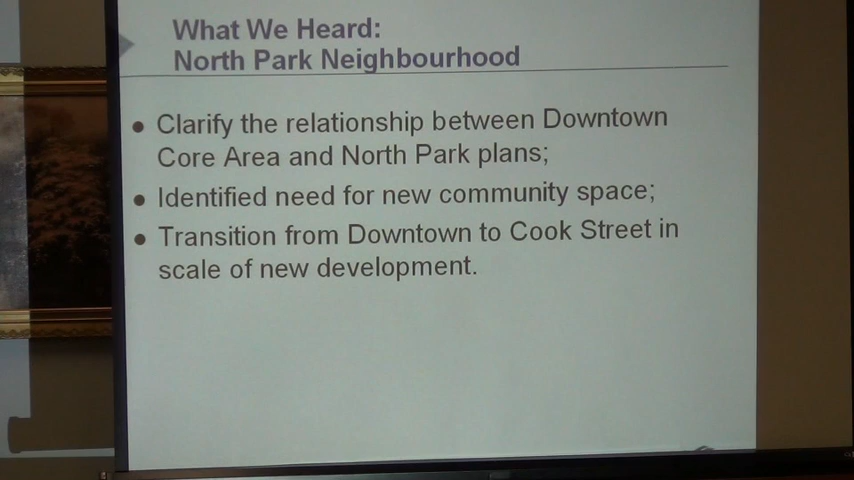 What We Heard:
North Park Neighbourhood
● Clarify the relationship between Downtown
Core Area and North Park plans;
● Identified need for new community space;
● Transition from Downtown to Cook Street in
scale of new development.